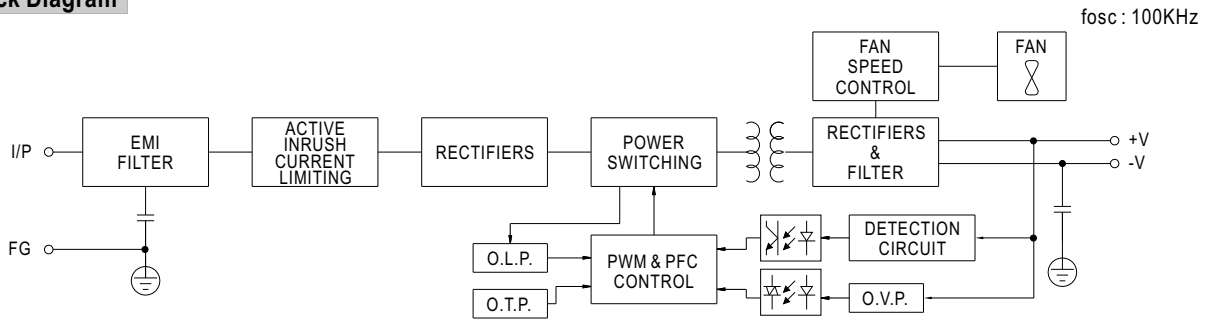 ck Diagram
fosc : 100KHz
FAN
SPEED
CONTROL
FAN
I/P
EMI
FILTER
ACTIVE
INRUSH
CURRENT
LIMITING
RECTIFIERS
POWER
SWITCHING
RECTIFIERS
&
FILTER
+V
-V
FG
O.L.P.
PWM & PFC
CONTROL
DETECTION
CIRCUIT
O.T.P.
O.V.P.